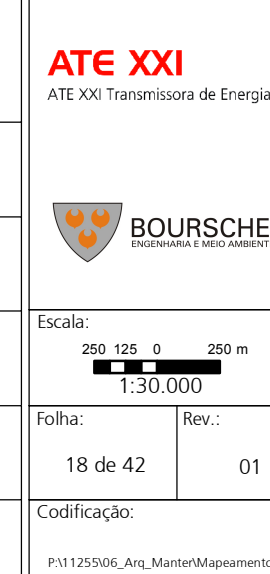 ATE XXI
ATE XXI Transmissora de Energia
BOURSCHE
ENGENHARIA E MEIO AMBIENT
Escala:
250 125 0 250 m
1:30.000
Folha: Rev.:
18 de 42 01
Codificação:
P:\11255\06_Arq_Manter\Mapeamento